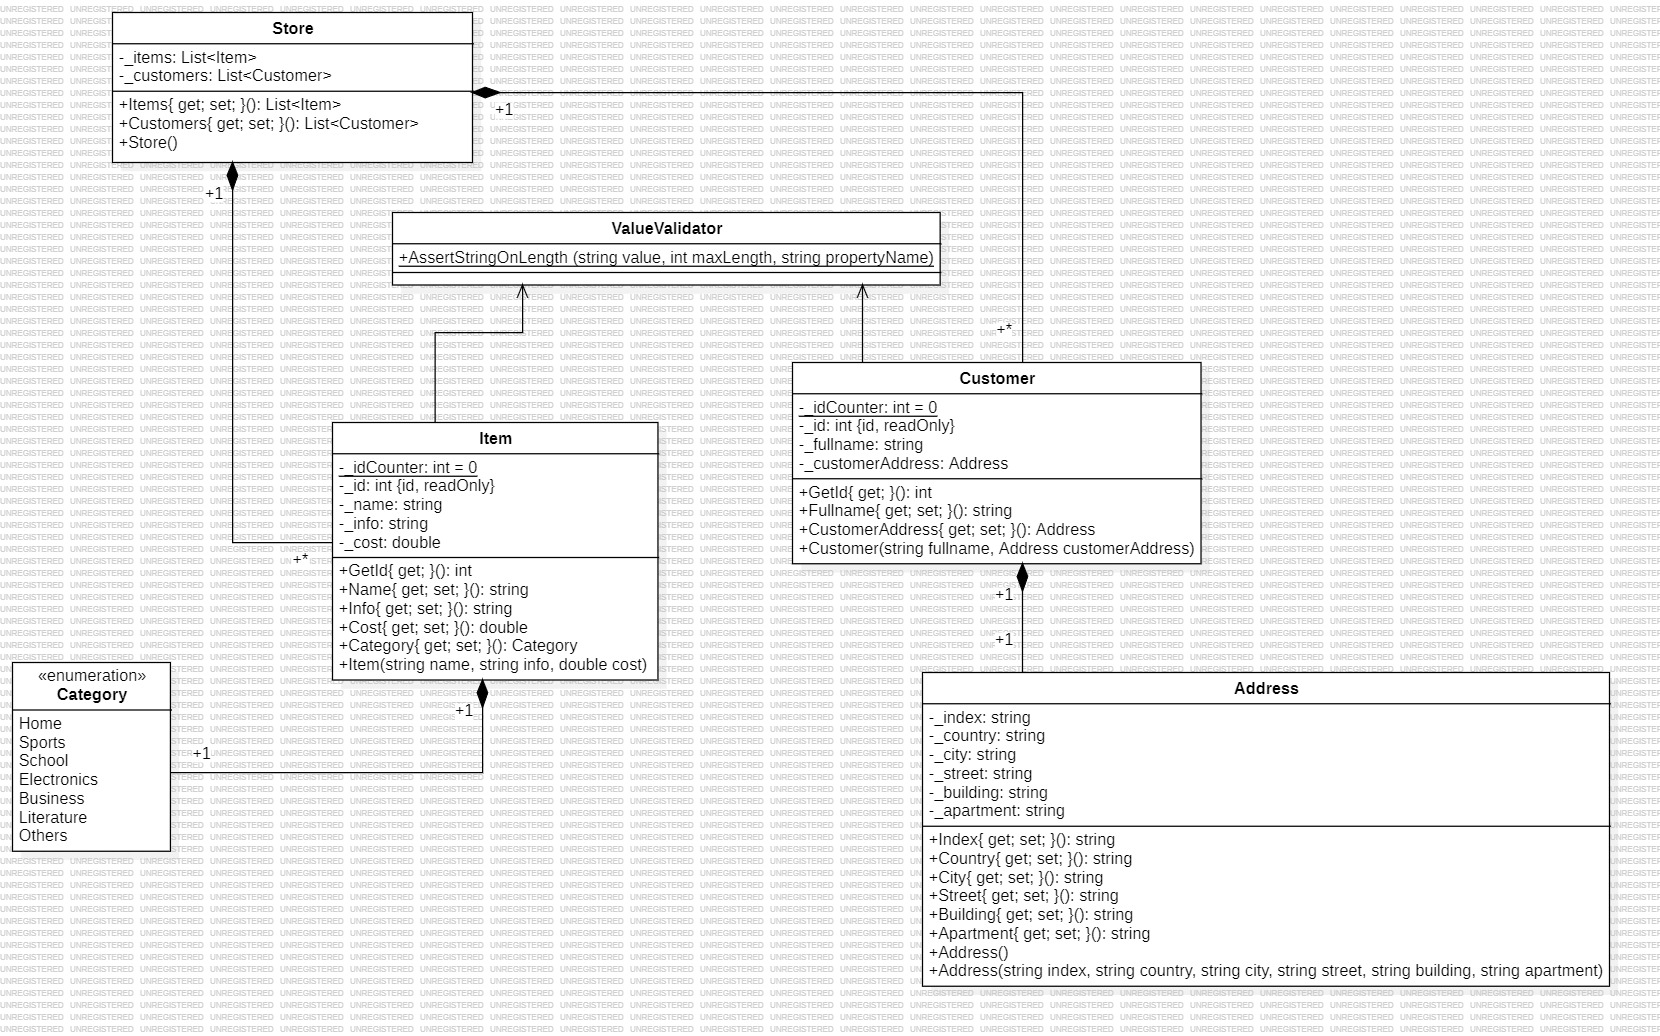 Store
-_items: List<Item>
-_customers: List<Customer>
+Items{ get; set; }(): List<Item>
+Customers{ get; set; }(): List<Customer>
+Store()
+1
+1
ValueValidator
+AssertStringOnLength (string value, int maxLength, string propertyName)
+*
Customer
-_idCounter: int = 0
-_id: int {id, readOnly}
-_fullname: string
-_customerAddress: Address
+GetId{ get; }(): int
+Fullname{ get; set; }(): string
+CustomerAddress{ get; set; }(): Address
+Customer(string fullname, Address customerAddress)
+1
+1
Item
-_idCounter: int = 0
-_id: int {id, readOnly}
-_name: string
-_info: string
-_cost: double
+*
+GetId{ get; }(): int
+Name{ get; set; }(): string
+Info{ get; set; }(): string
+Cost{ get; set; }(): double
+Category{ get; set; }(): Category
+Item(string name, string info, double cost)
+1
+1
«enumeration»
Category
Home
Sports
School
Electronics
Business
Literature
Others
Address
-_index: string
-_country: string
-_city: string
-_street: string
-_building: string
-_apartment: string
+Index{ get; set; }(): string
+Country{ get; set; }(): string
+City{ get; set; }(): string
+Street{ get; set; }(): string
+Building{ get; set; }(): string
+Apartment{ get; set; }(): string
+Address()
+Address(string index, string country, string city, string street, string building, string apartment)
UNREGISTERED